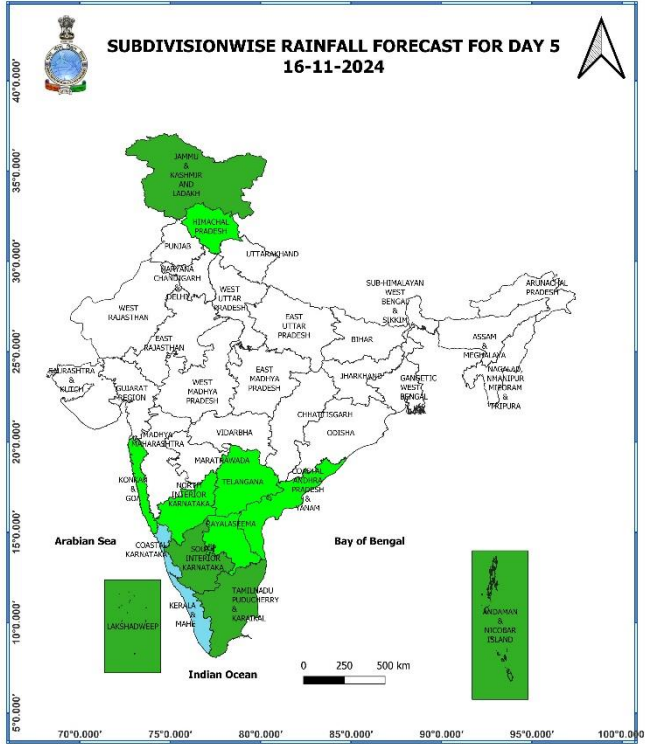 SUBDIVISIONWISE RAINFALL FORECAST FOR DAY 5
16-11-2024
40°0.000'
35°0.000'
30°0.000'
25°0.000'
20°0.000'
15°0.000'
10°0.000'
5°0.000'
JAMMU
&
KASHMIR
AND
LADAKH
HIMACHAL
PRADESH
PUNJAB
UTTARAKHAND
HARYANA
CHANDIGARH
&
DELHI
WEST
UTTAR
PRADESH
SUB-HIMALAYAN
WEST
BENGAL
&
SIKKIM
ARUNACHAL
PRADESH
WEST
RAJASTHAN
EAST
RAJASTHAN
EAST
UTTAR
PRADESH
BIHAR
ASSAM
&
MEGHALAYA
NAGALAD,
NMANIPUR
MIZORAM
&
TRIPURA
SAURASHTRA
&
KUTCH
GUJARAT
REGION
WEST
MADHYA
PRADESH
EAST
MADHYA
PRADESH
JHARKHAND
GANGETIC
WEST
BENGAL
CHHATTISGARH
ODISHA
MADHYA
MAHARASHTRA
VIDARBHA
MARATHAWADA
KONKAN
&
GOA
NORTH
INTERIOR
KARNATAKA
TELANGANA
COASTAL
ANDHRA
PRADESH
&
YANAM
RAYALASEEMA
Arabian Sea
Bay of Bengal
COASTAL
KARNATAKA
SOUTH
INTERIOR
KARNATAKA
TAMILNADU
PUDUCHERRY
&
KARAIKAL
KERALA
&
MAHE
LAKSHADWEEP
ANDAMAN
&
NICOBAR
ISLAND
Indian Ocean
0 250 500 km
70°0.000' 75°0.000' 80°0.000' 85°0.000' 90°0.000' 95°0.000' 100°0.000'